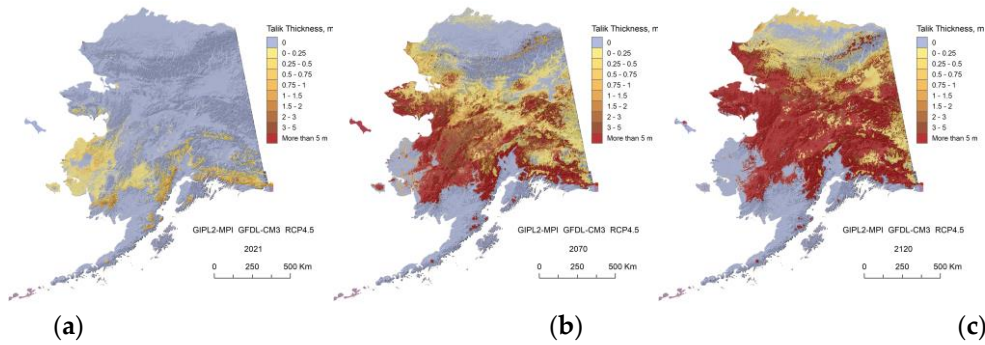 Talik Thickness, m
0
0 - 0.25
0.25 - 0.5
0.5 - 0.75
0.75 - 1
1 - 1.5
1.5 - 2
3 - 5
More than 5 m
GIPL2-MPI GFDL-CM3 RCP4.5
2021
0 250 500 Km
(a)
Talik Thickness, m
0
0 - 0.25
0.25 - 0.5
0.5 - 0.75
0.75 - 1
1 - 1.5
1.5 - 2
3 - 5
More than 5 m
GIPL2-MPI GFDL-CM3 RCP4.5
2070
0 250 500 Km
(b)
Talik Thickness, m
0
0 - 0.25
0.25 - 0.5
0.5 - 0.75
0.75 - 1
1 - 1.5
1.5 - 2
3 - 5
More than 5 m
GIPL2-MPI GFDL-CM3 RCP4.5
2120
0 250 500 Km
(c)